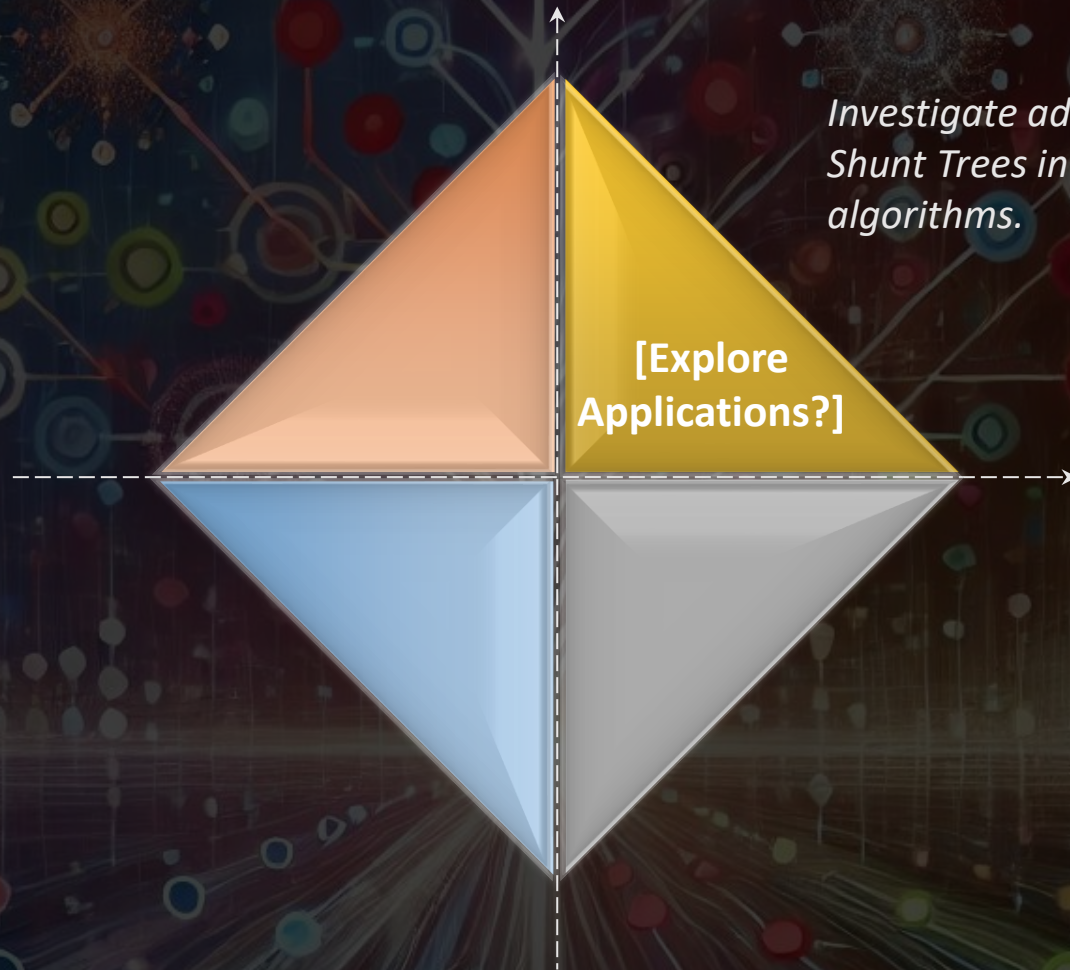 Investigate ad
Shunt Trees in
algorithms.
[Explore
Applications?]